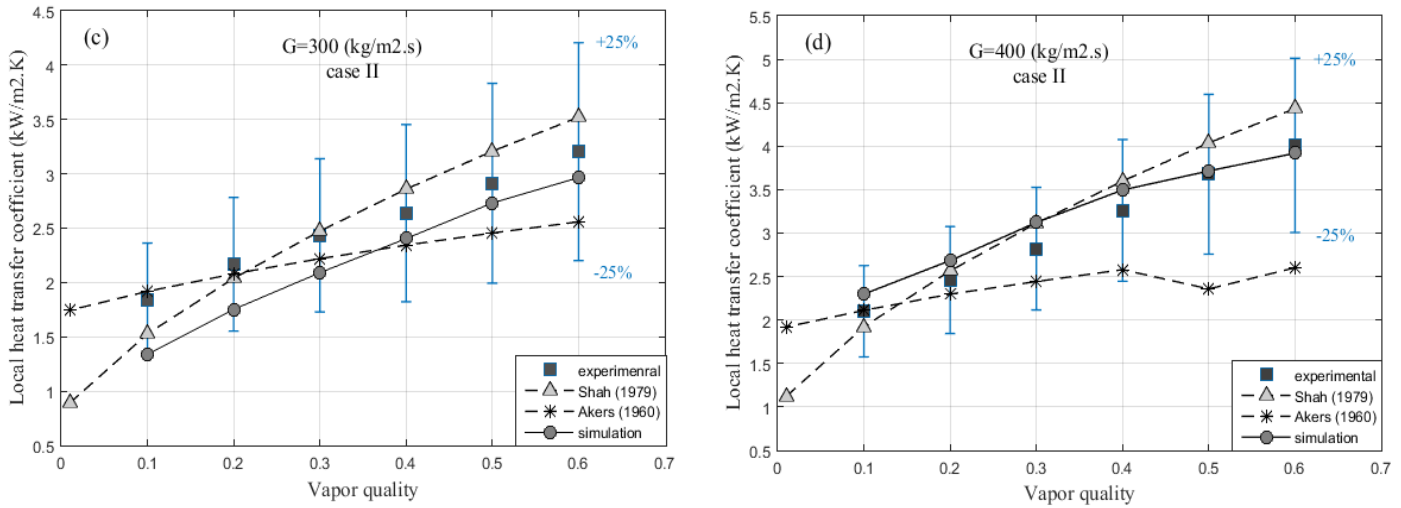 (c)
G=300 (kg/m2.s)
case II
+25%
-25%
Local heat transfer coefficient (kW/m2.K)
4.5
4
3.5
3
2.5
2
1.5
1
0.5
0
0.1
0.2
0.3
0.4
0.5
0.6
0.7
Vapor quality
experimenral
Shah (1979)
Akers (1960)
simulation
(d)
G=400 (kg/m2.s)
case II
+25%
-25%
Local heat transfer coefficient (kW/m2.K)
5.5
5
4.5
4
3.5
3
2.5
2
1.5
1
0.5
0
0.1
0.2
0.3
0.4
0.5
0.6
0.7
Vapor quality
experimental
Shah (1979)
Akers (1960)
simulation